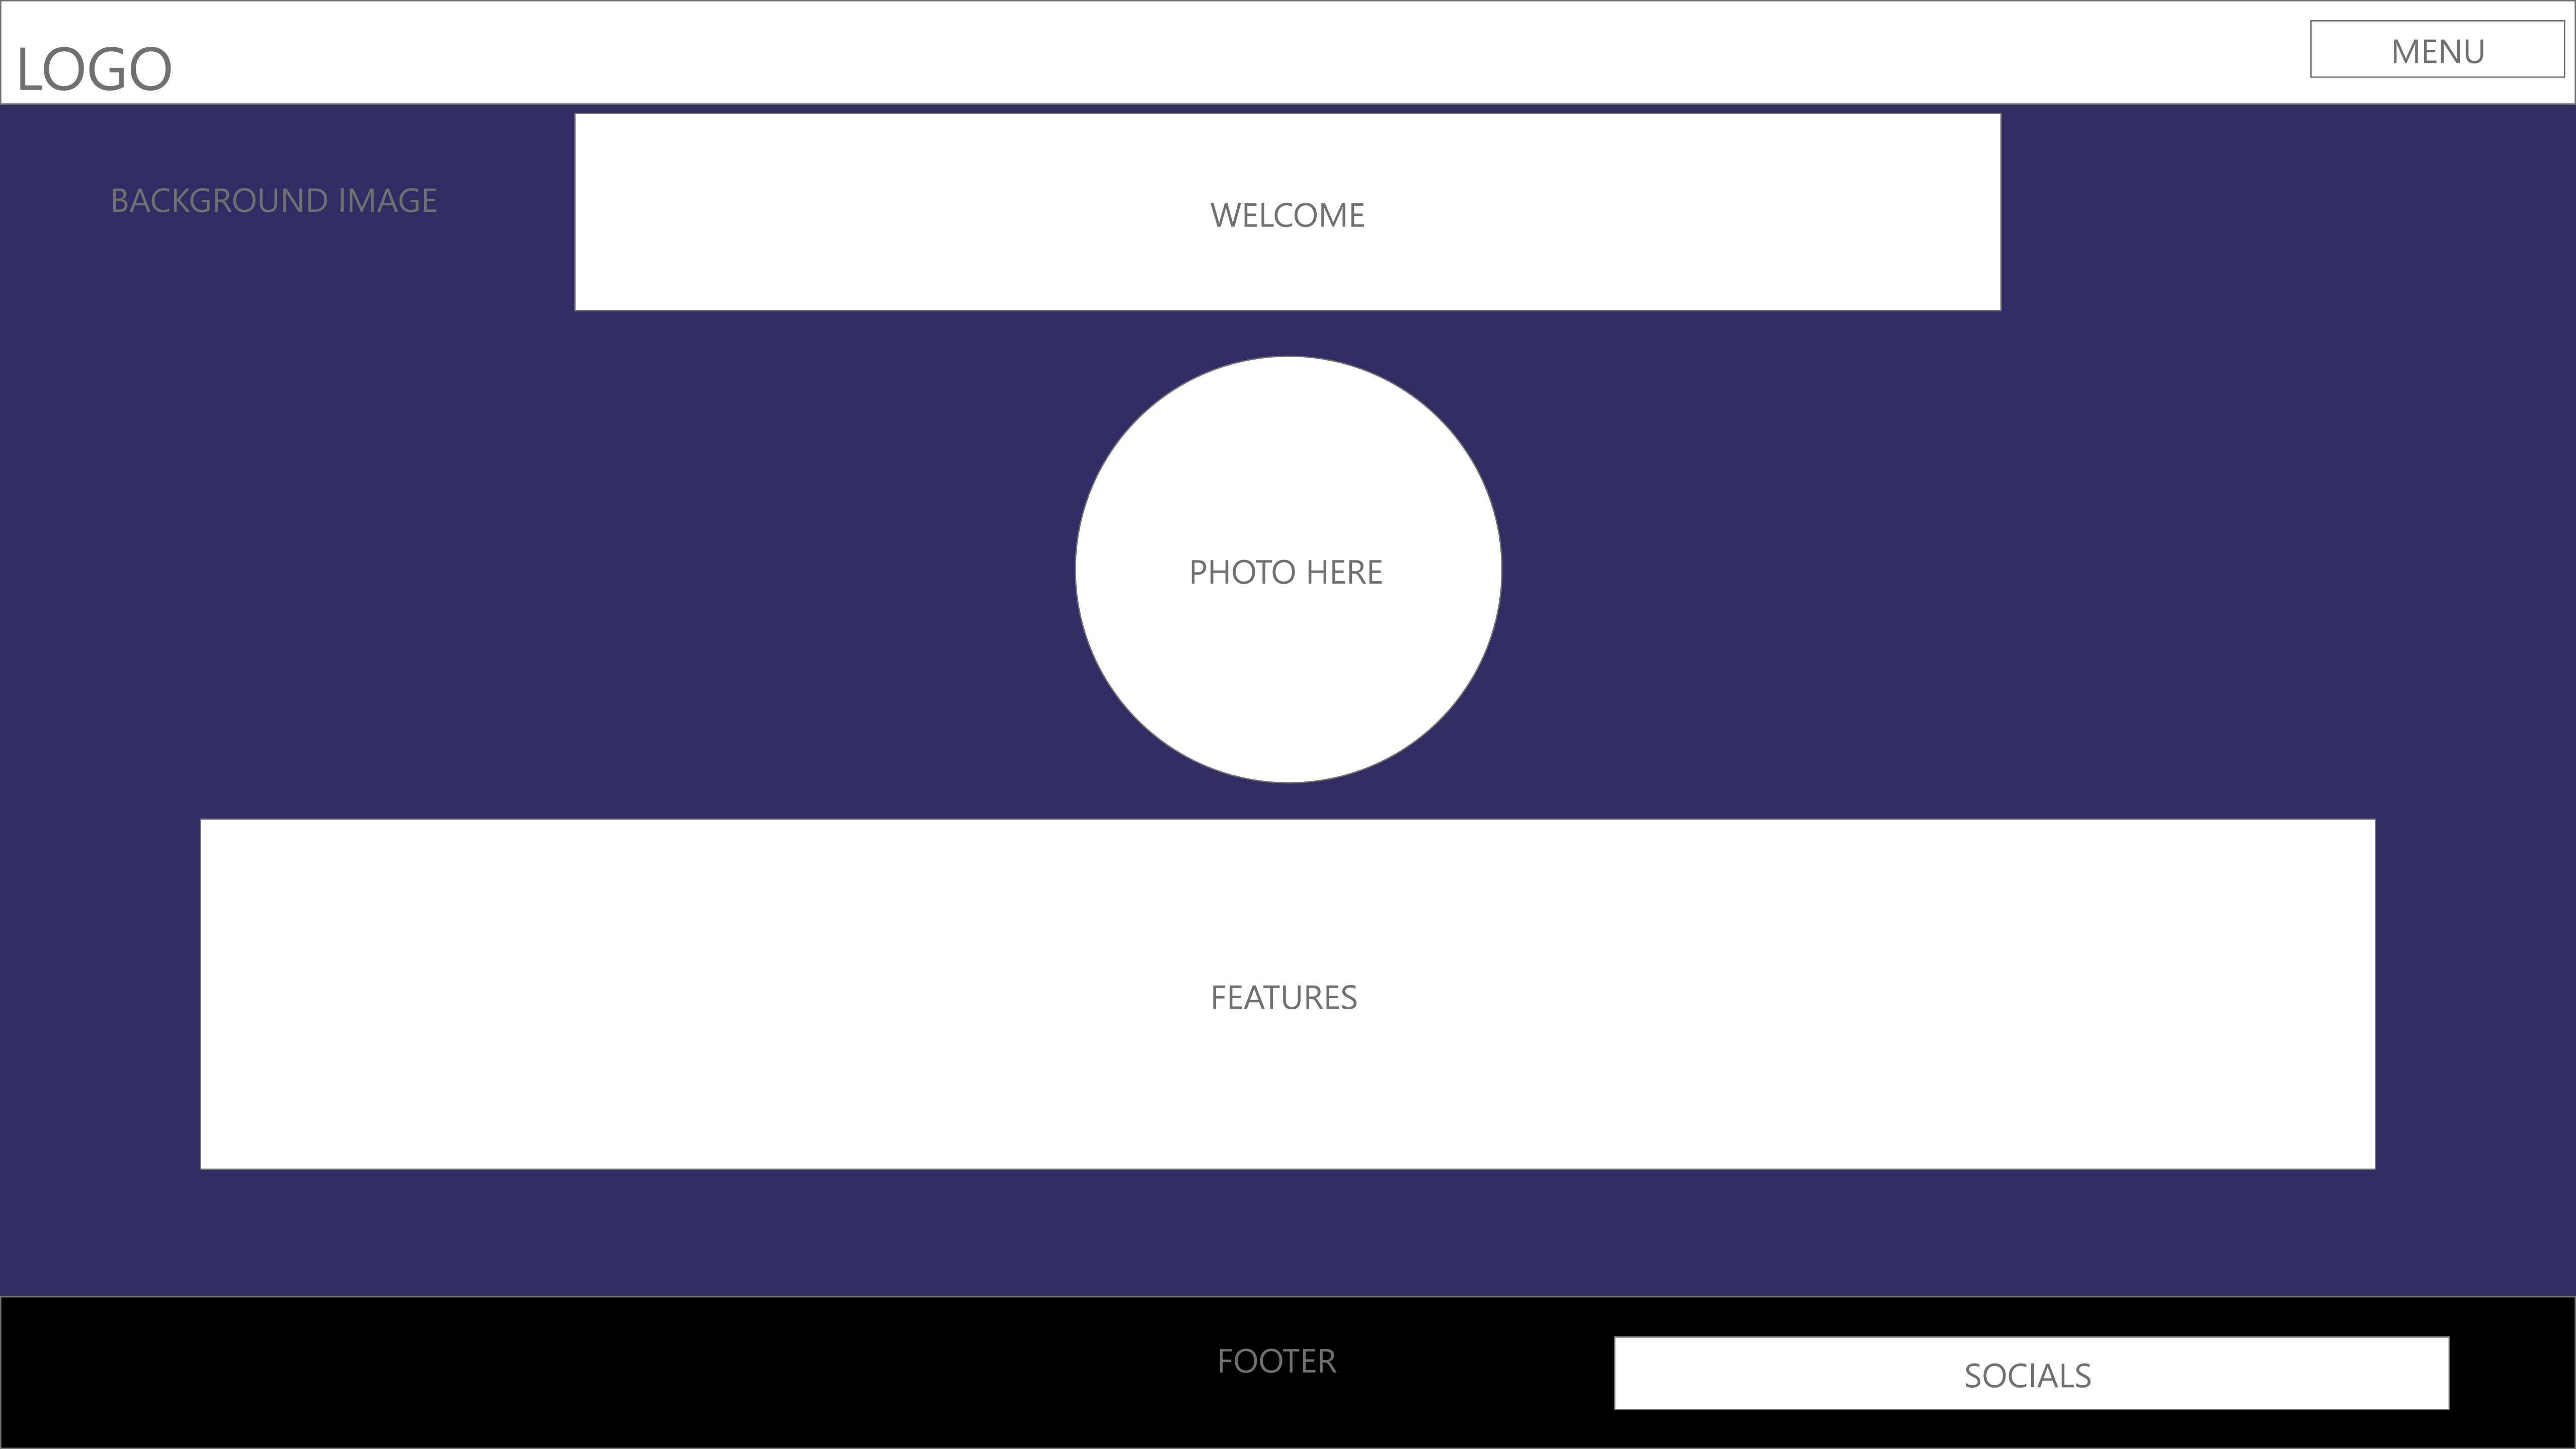 LOGO
MENU
BACKGROUND IMAGE
WELCOME
PHOTO HERE
FEATURES
FOOTER
SOCIALS